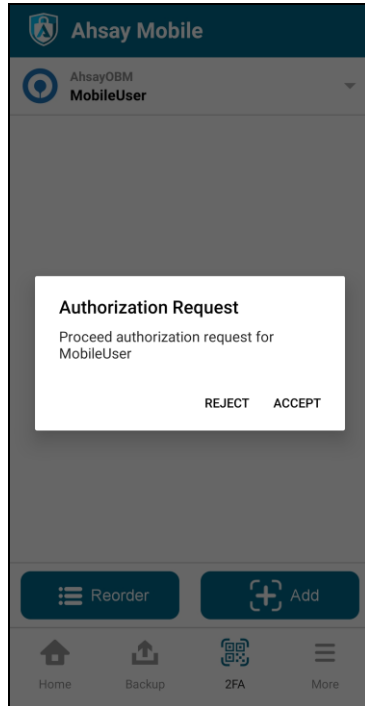 Ahsay Mobile
AhsayOBM
MobileUser
Authorization Request
Proceed authorization request for
MobileUser
REJECT ACCEPT
Reorder Add
Home Backup 2FA More